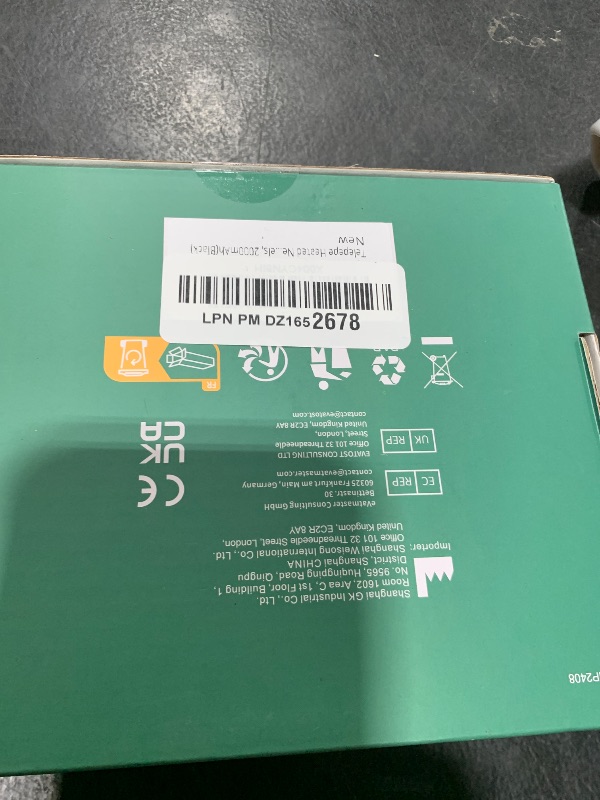 Telepepe Heated Ne...els, 2000mAh(Black)
New
LPN PM DZ1652678
FR
UK REP
EVATOST CONSULTING LTD
Office 101 32 Threadneedle
Street, London,
United Kingdom, EC2R 8AY
contact@evatost.com
EC REP
eVatmaster Consulting GmbH
Bettinastr. 30
60325 Frankfurt am Main, Germany
contact@evatmaster.com
UK
CA
CE
Shanghai GK Industrial Co., Ltd.
Room 1602, Area C, 1st Floor, Building 1,
No. 9565, Huqingping Road, Qingpu
District, Shanghai CHINA
Importer: Shanghai Weisong International Co., Ltd.
Office 101 32 Threadneedle Street, London,
United Kingdom, EC2R 8AY
P2408